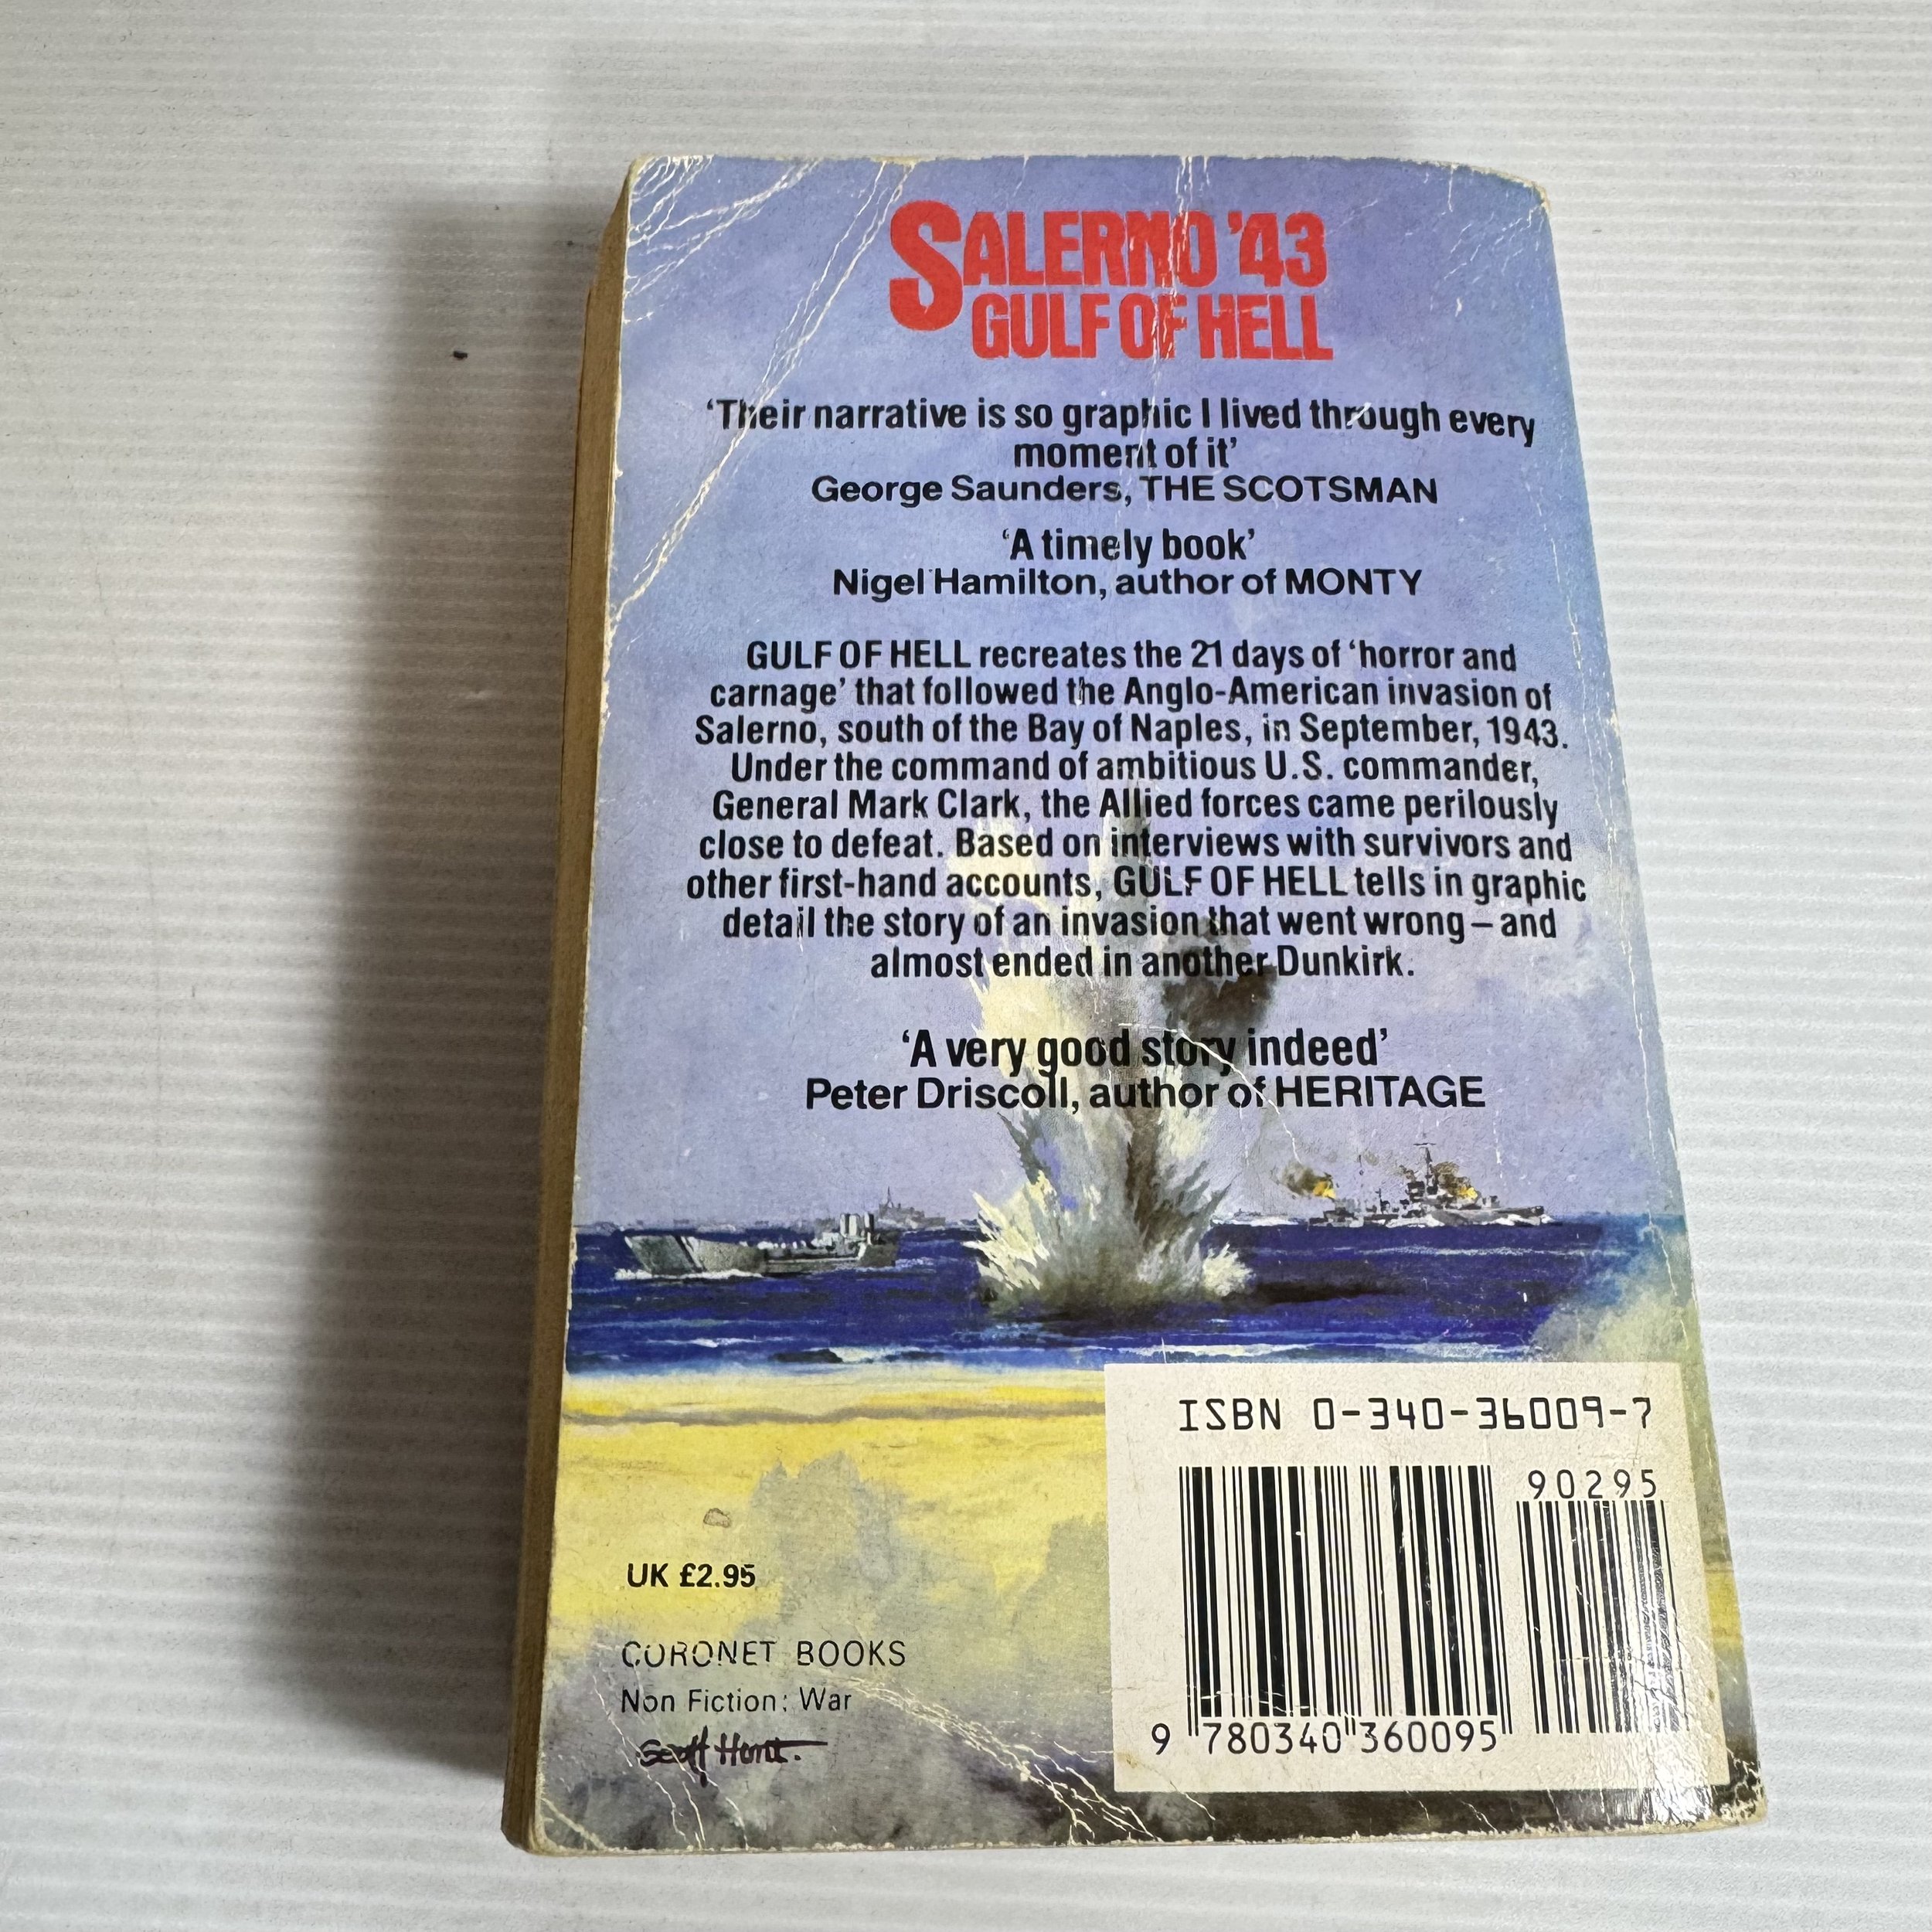 SALERNO '43
GULF OF HELL
‘Their narrative is so graphic I lived through every
moment of it’
George Saunders, THE SCOTSMAN
‘A timely book’
Nigel Hamilton, author of MONTY
GULF OF HELL recreates the 21 days of ‘horror and
carnage’ that followed the Anglo-American invasion of
Salerno, south of the Bay of Naples, in September, 1943.
Under the command of ambitious U.S. commander,
General Mark Clark, the Allied forces came perilously
close to defeat. Based on interviews with survivors and
other first-hand accounts, GULF OF HELL tells in graphic
detail the story of an invasion that went wrong – and
almost ended in another Dunkirk.
‘A very good story indeed’
Peter Driscoll, author of HERITAGE
ISBN 0-340-36009-7
90295
UK £2.95
CORONET BOOKS
Non Fiction: War
Geoff Hunt.
9 780340 360095